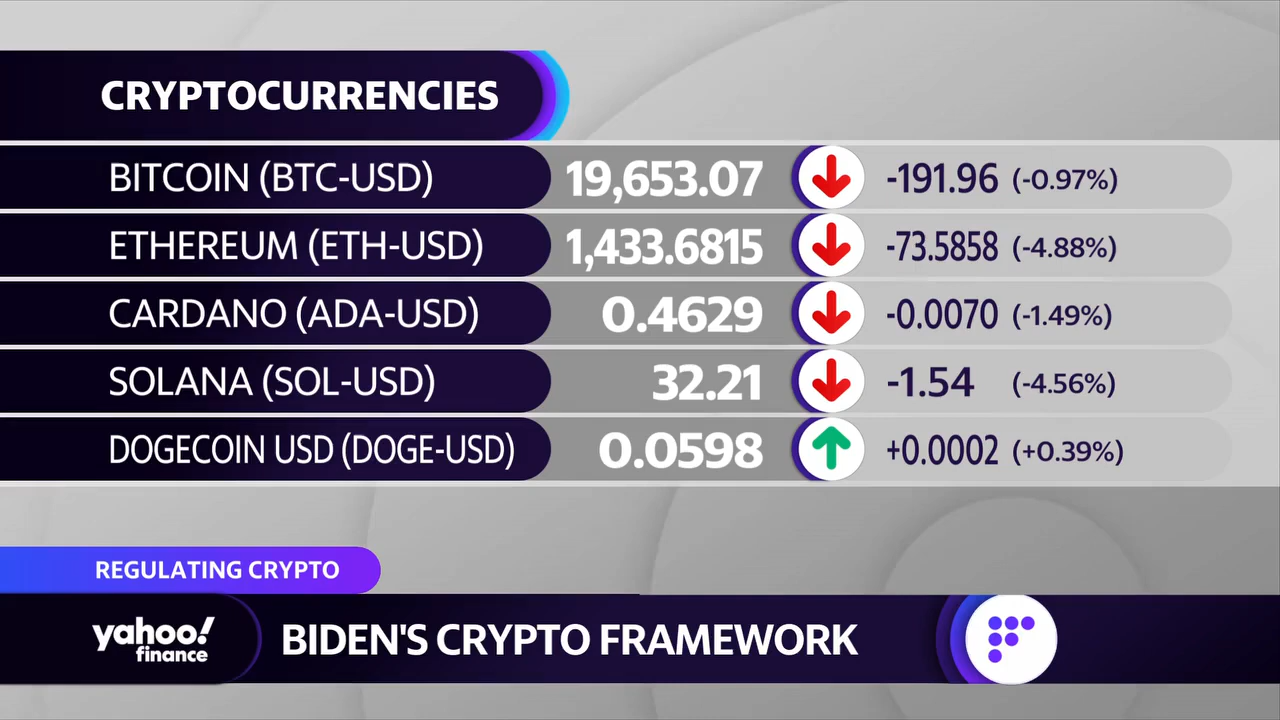 CRYPTOCURRENCIES
BITCOIN (BTC-USD) 19,653.07 -191.96 (-0.97%)
ETHEREUM (ETH-USD) 1,433.6815 -73.5858 (-4.88%)
CARDANO (ADA-USD) 0.4629 -0.0070 (-1.49%)
SOLANA (SOL-USD) 32.21 -1.54 (-4.56%)
DOGECOIN USD (DOGE-USD) 0.0598 +0.0002 (+0.39%)
REGULATING CRYPTO
yahoo!
finance
BIDEN'S CRYPTO FRAMEWORK